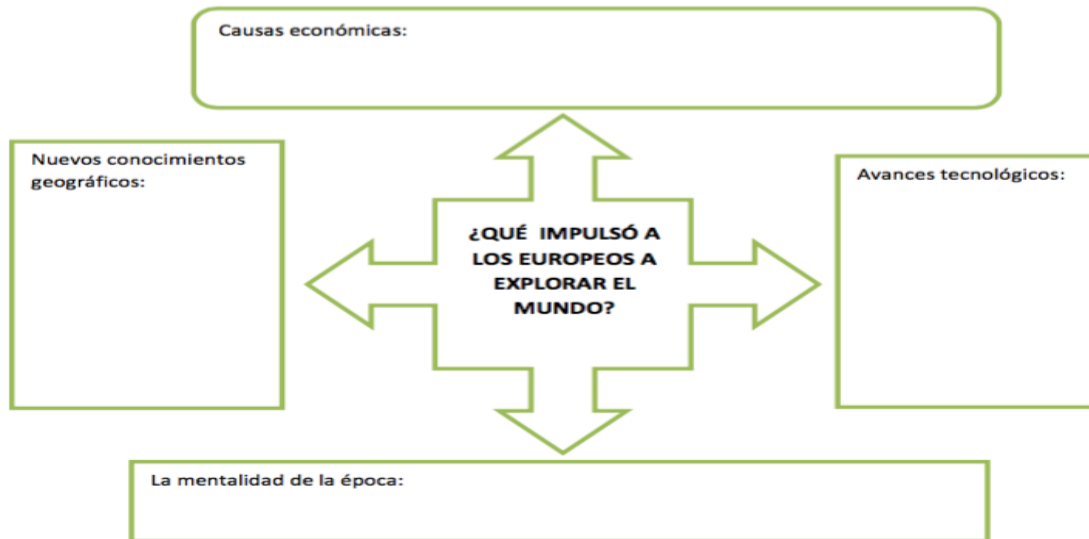 Causas económicas:
Nuevos conocimientos
geográficos:
¿QUÉ IMPULSÓ A
LOS EUROPEOS A
EXPLORAR EL
MUNDO?
Avances tecnológicos:
La mentalidad de la época: